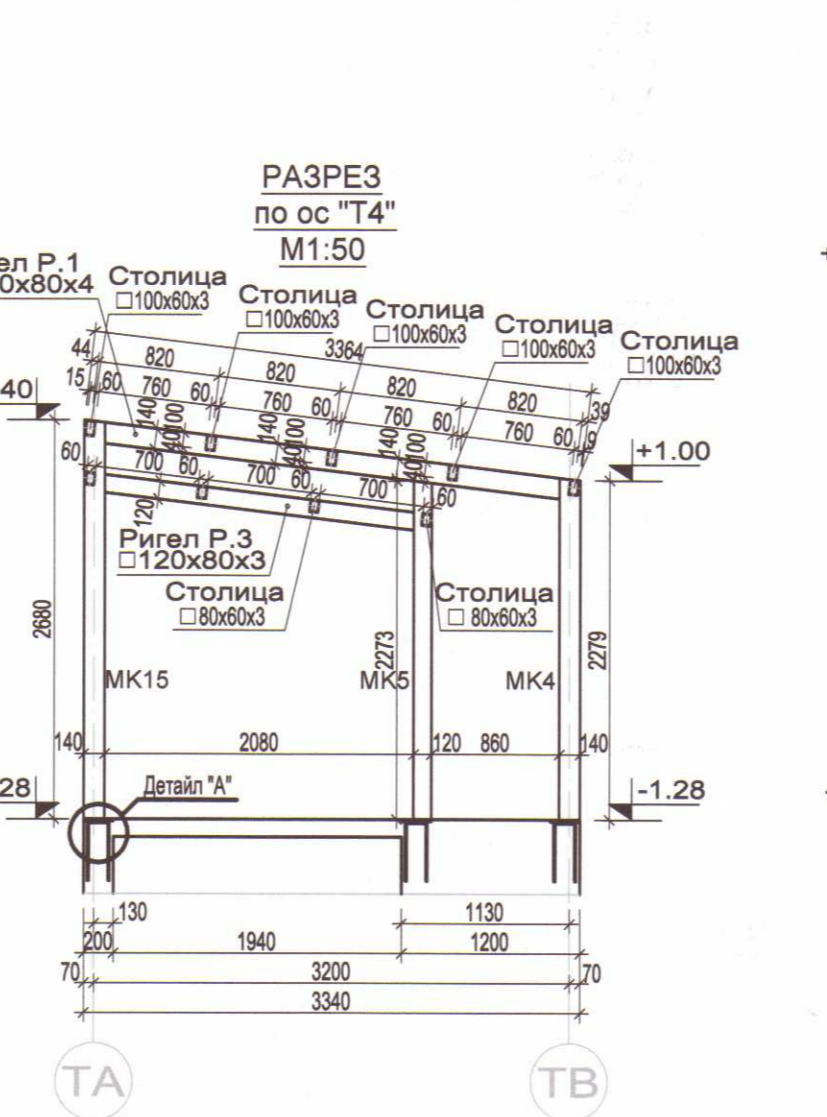 РАЗРЕЗ
по ос "Т4"
М1:50
ел Р.1
0х80х4
Столица
□100х60х3
Столица
□100х60х3
Столица
□100х60х3
Столица
□100х60х3
Столица
□100х60х3
3364
44 820 820 820 820 39
15 60 760 60 760 60 760 60 760 60 9
40
140 40 100 140 40 100 140 40 100
+1.00
60 700 60 700 60 700 60
120
Ригел Р.3
□120х80х3
Столица
□80х60х3
Столица
□ 80х60х3
2680
2273
2279
МК15 МК5 МК4
140 2080 120 860 140
28
Детайл "А"
-1.28
130 1130
200 1940 1200
70 3200 70
3340
ТА ТВ